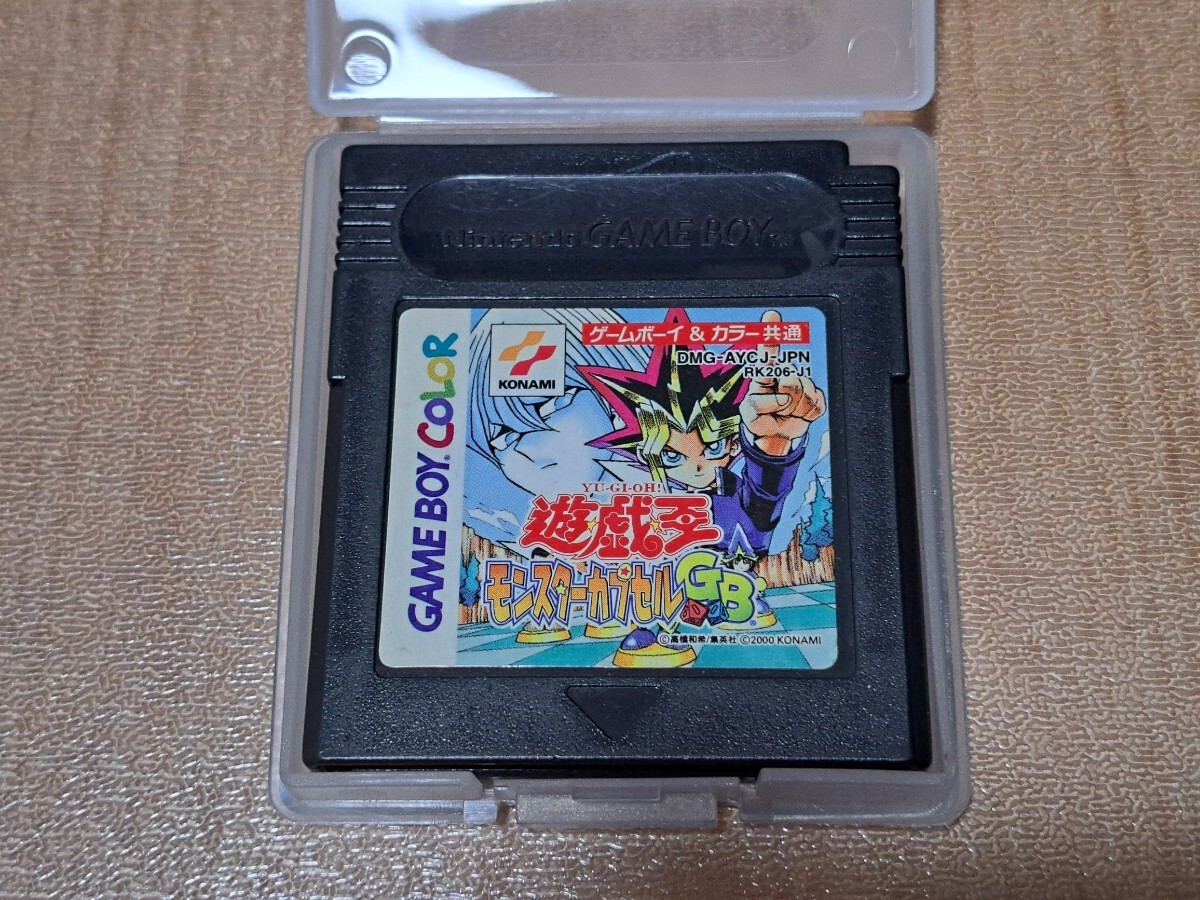 Nintendo GAME BOY TM
GAME BOY COLOR
KONAMI
ゲームボーイ & カラー共通
DMG-AYCJ-JPN
RK206-J1
YU-GI-OH!
遊戯王
モンスターカプセルGB
®
©高橋和希/集英社 ©2000 KONAMI